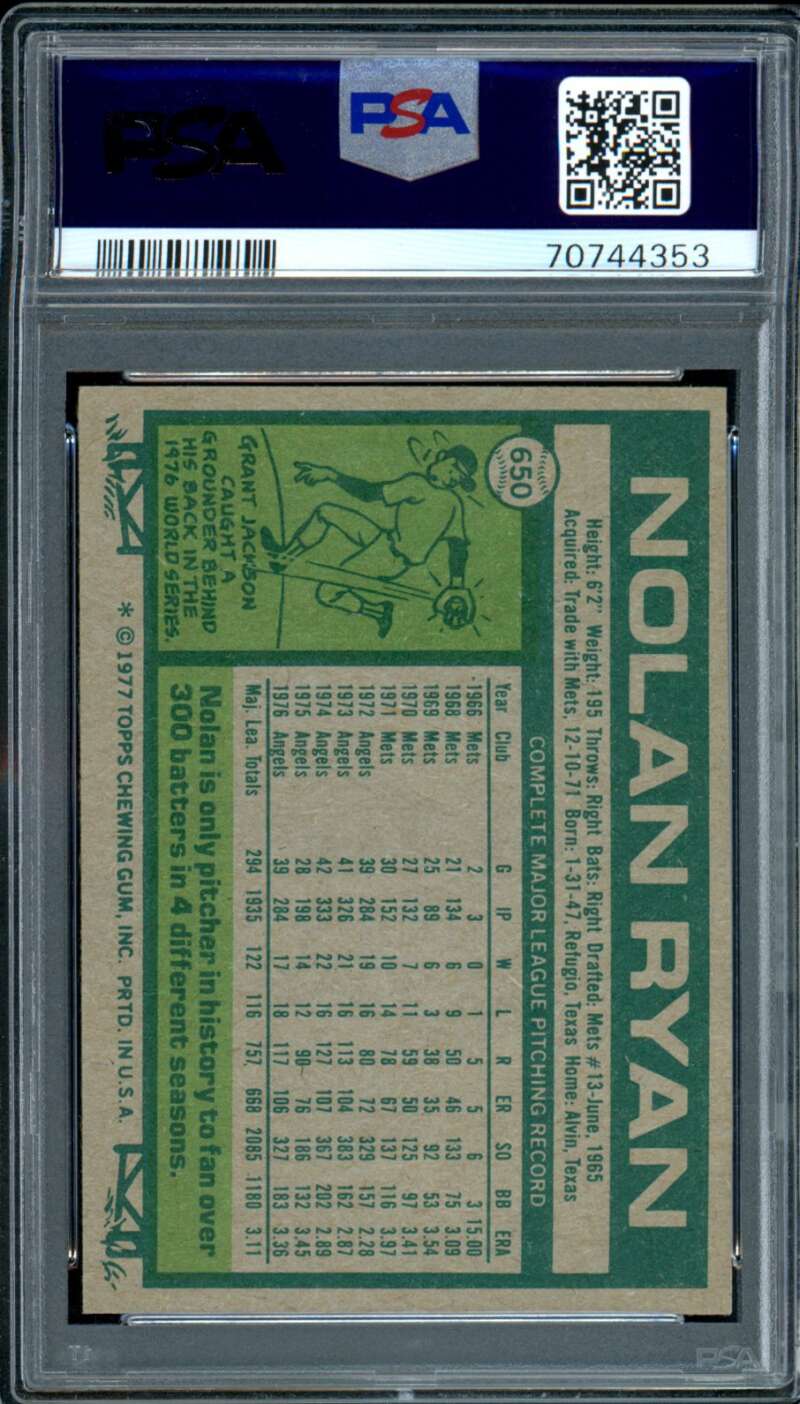 PSA
PSA
70744353
NOLAN RYAN
650
Height: 6'2" Weight: 195 Throws: Right Bats: Right Drafted: Mets #13-June, 1965
Acquired: Trade with Mets, 12-10-71 Born: 1-31-47, Refugio, Texas Home: Alvin, Texas
COMPLETE MAJOR LEAGUE PITCHING RECORD
Year Club G IP W L R ER SO BB ERA
1966 Mets 2 3 0 1 5 5 6 3 15.00
1968 Mets 21 134 6 9 50 46 133 75 3.09
1969 Mets 25 89 6 3 38 35 92 53 3.54
1970 Mets 27 132 7 11 59 50 125 97 3.41
1971 Mets 30 152 10 14 78 67 137 116 3.97
1972 Angels 39 284 19 16 80 72 329 157 2.28
1973 Angels 41 326 21 16 113 104 383 162 2.87
1974 Angels 42 333 22 16 127 107 367 202 2.89
1975 Angels 28 198 14 12 90 76 186 132 3.45
1976 Angels 39 284 17 18 117 106 327 183 3.36
Maj. Lea. Totals 294 1935 122 116 757 668 2085 1180 3.11
GRANT JACKSON
CAUGHT A
GROUNDER BEHIND
HIS BACK IN THE
1976 WORLD SERIES.
Nolan is only pitcher in history to fan over
300 batters in 4 different seasons.
* © 1977 TOPPS CHEWING GUM, INC. PRTD. IN U.S.A.
PSA